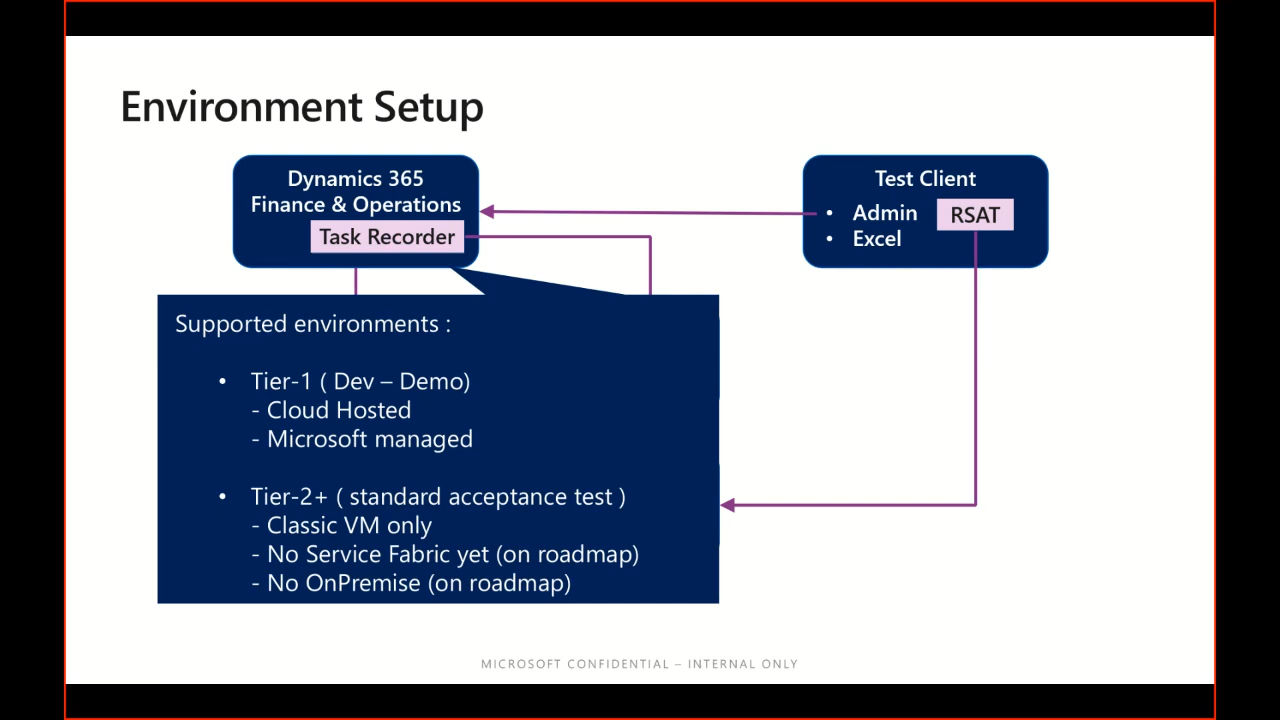 Environment Setup
Dynamics 365
Finance & Operations
Task Recorder
Test Client
• Admin
• Excel
RSAT
Supported environments :
• Tier-1 ( Dev – Demo)
- Cloud Hosted
- Microsoft managed
• Tier-2+ ( standard acceptance test )
- Classic VM only
- No Service Fabric yet (on roadmap)
- No OnPremise (on roadmap)
MICROSOFT CONFIDENTIAL – INTERNAL ONLY